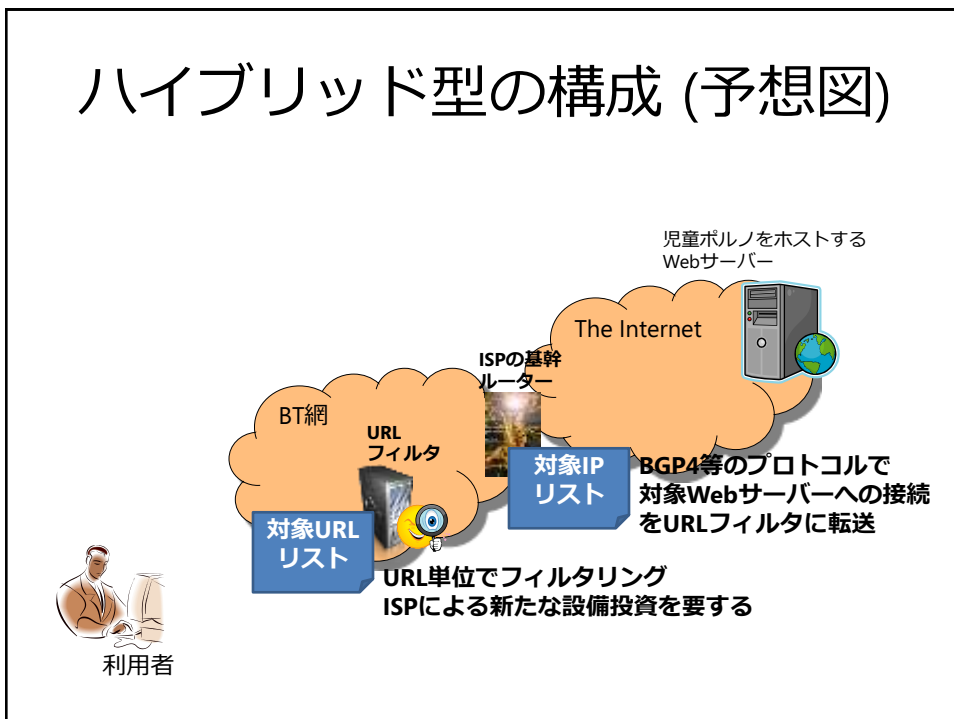 ハイブリッド型の構成 (予想図)
児童ポルノをホストする
Webサーバー
The Internet
ISPの基幹
ルーター
BT網
URL
フィルタ
対象IP
リスト
BGP4等のプロトコルで
対象Webサーバーへの接続
をURLフィルタに転送
対象URL
リスト
URL単位でフィルタリング
ISPによる新たな設備投資を要する
利用者